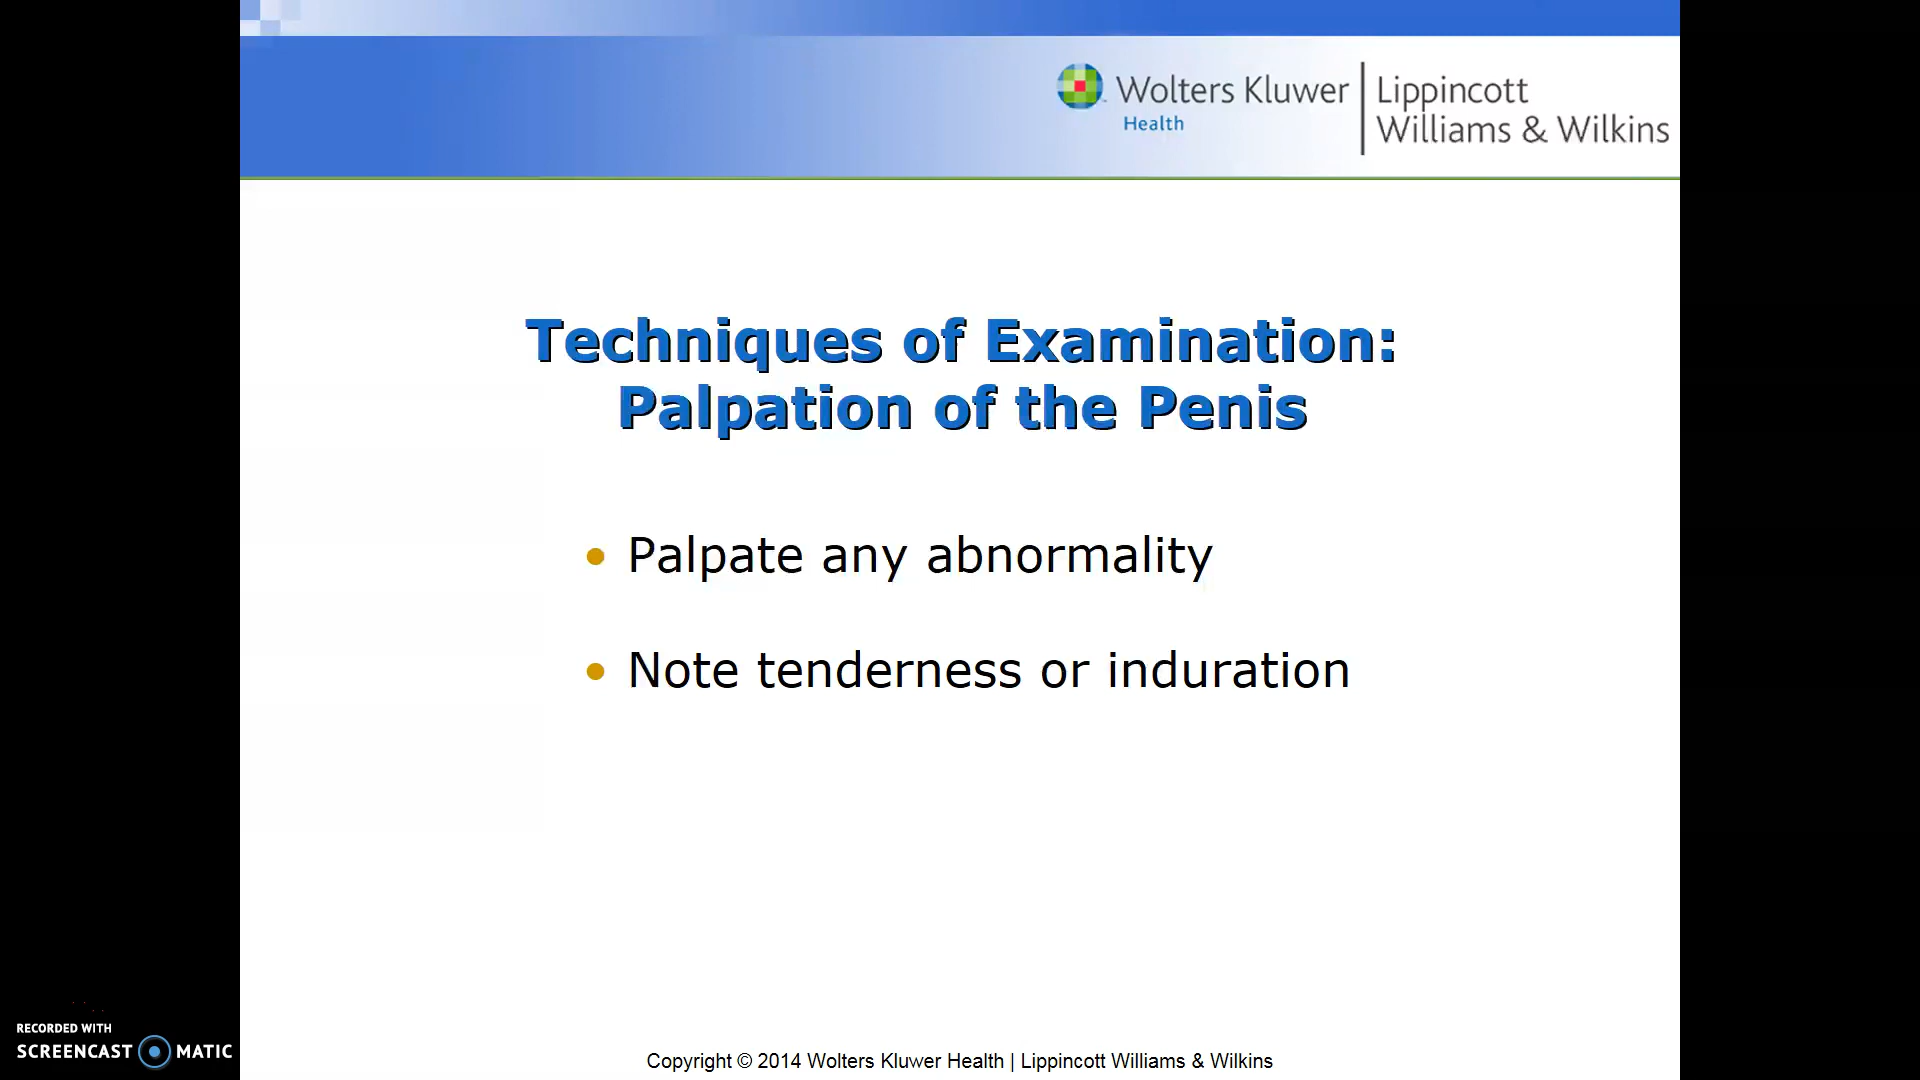 Wolters Kluwer
Health
Lippincott
Williams & Wilkins
Techniques of Examination:
Palpation of the Penis
• Palpate any abnormality
• Note tenderness or induration
RECORDED WITH
SCREENCAST MATIC
Copyright © 2014 Wolters Kluwer Health | Lippincott Williams & Wilkins